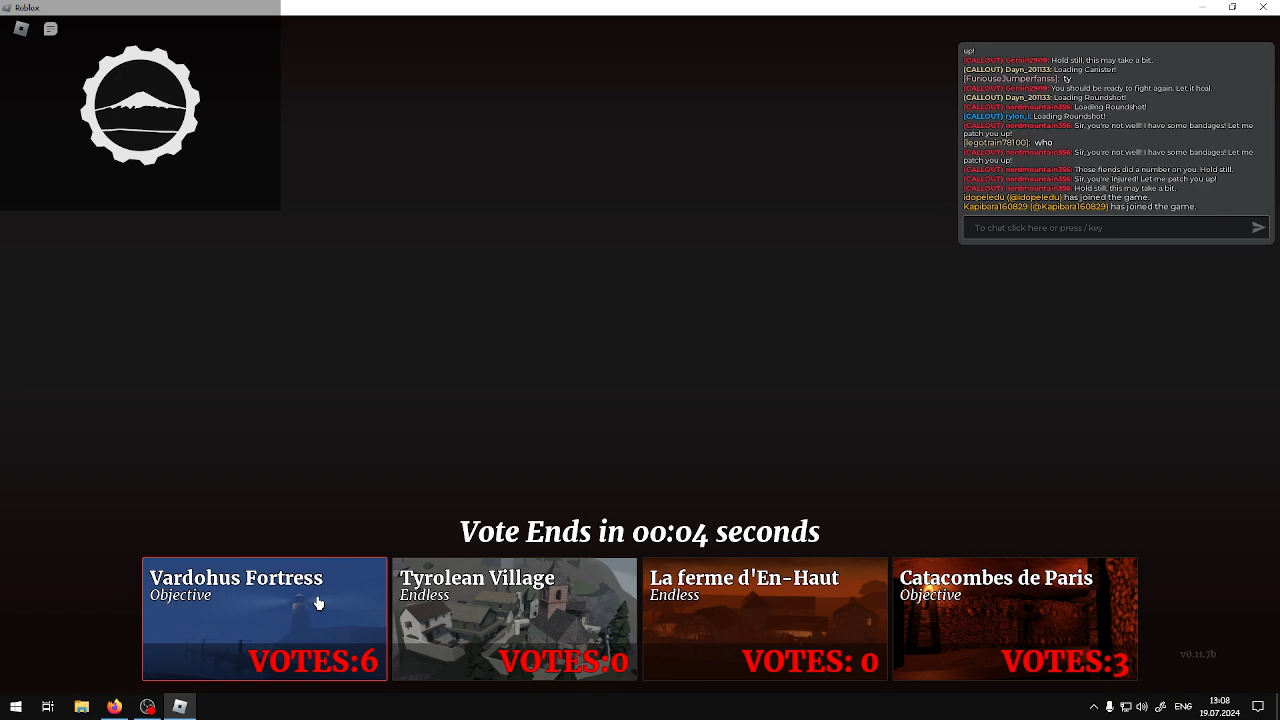 Roblox
up!
(CALLOUT) Geroin2909: Hold still, this may take a bit.
(CALLOUT) Dayn_201133: Loading Canister!
[FuriouseJumperfanss]: ty
(CALLOUT) Geroin2909: You should be ready to fight again. Let it heal.
(CALLOUT) Dayn_201133: Loading Roundshot!
(CALLOUT) nordmountain356: Loading Roundshot!
(CALLOUT) rylon_i: Loading Roundshot!
(CALLOUT) nordmountain356: Sir, you're not well! I have some bandages! Let me
patch you up!
[legotrain78100]: who
(CALLOUT) nordmountain356: Sir, you're not well! I have some bandages! Let me
patch you up!
(CALLOUT) nordmountain356: Those fiends did a number on you. Hold still.
(CALLOUT) nordmountain356: Sir, you're injured! Let me patch you up!
(CALLOUT) nordmountain356: Hold still, this may take a bit.
idopeledu (@idopeledu) has joined the game.
Kapibara160829 (@Kapibara160829) has joined the game.
To chat click here or press / key
Vote Ends in 00:04 seconds
Vardohus Fortress
Objective
VOTES:6
Tyrolean Village
Endless
VOTES:0
La ferme d'En-Haut
Endless
VOTES: 0
Catacombes de Paris
Objective
VOTES:3
v0.11.7b
ENG
13:08
19.07.2024